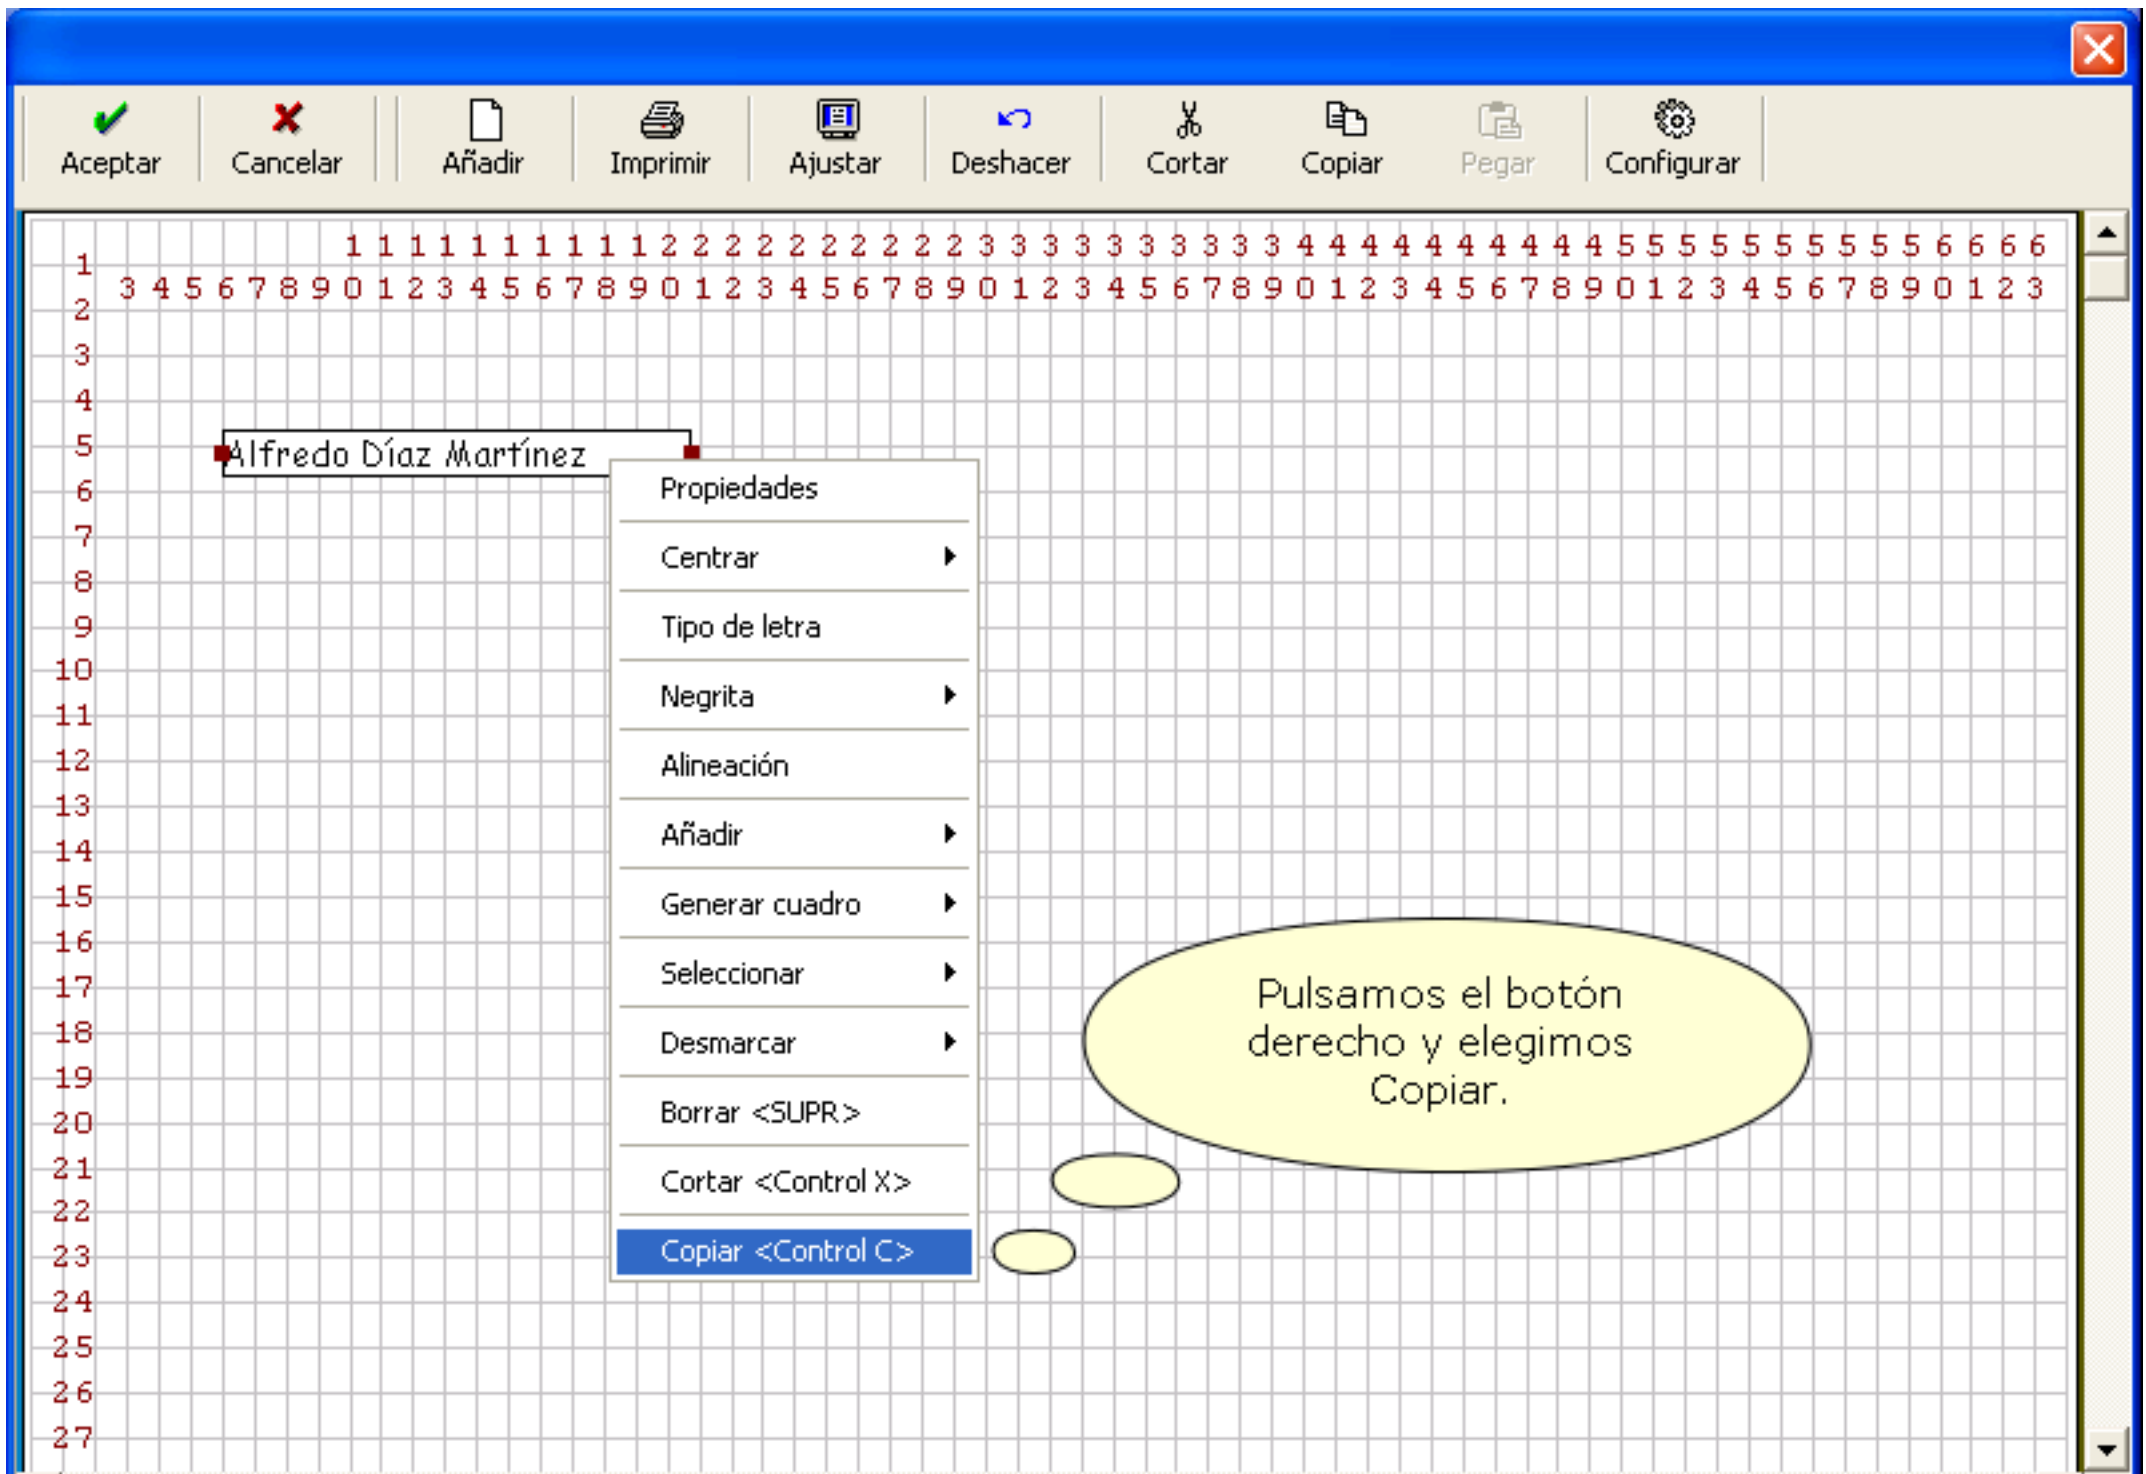 Aceptar Cancelar Añadir Imprimir Ajustar Deshacer Cortar Copiar Pegar Configurar
1 1 1 1 1 1 1 1 1 1 2 2 2 2 2 2 2 2 2 2 3 3 3 3 3 3 3 3 3 3 4 4 4 4 4 4 4 4 4 4 5 5 5 5 5 5 5 5 5 5 6 6 6 6
3 4 5 6 7 8 9 0 1 2 3 4 5 6 7 8 9 0 1 2 3 4 5 6 7 8 9 0 1 2 3 4 5 6 7 8 9 0 1 2 3 4 5 6 7 8 9 0 1 2 3 4 5 6 7 8 9 0 1 2 3
1
2
3
4
5
6
7
8
9
10
11
12
13
14
15
16
17
18
19
20
21
22
23
24
25
26
27
Alfredo Díaz Martínez
Propiedades
Centrar
Tipo de letra
Negrita
Alineación
Añadir
Generar cuadro
Seleccionar
Desmarcar
Borrar <SUPR>
Cortar <Control X>
Copiar <Control C>
Pulsamos el botón
derecho y elegimos
Copiar.